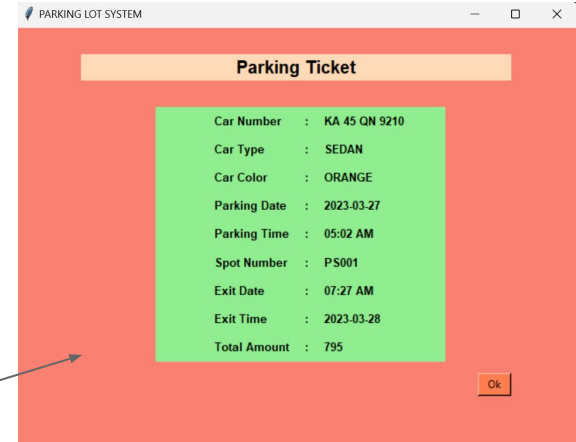 PARKING LOT SYSTEM
Parking Ticket
Car Number : KA 45 QN 9210
Car Type : SEDAN
Car Color : ORANGE
Parking Date : 2023-03-27
Parking Time : 05:02 AM
Spot Number : PS001
Exit Date : 07:27 AM
Exit Time : 2023-03-28
Total Amount : 795
Ok